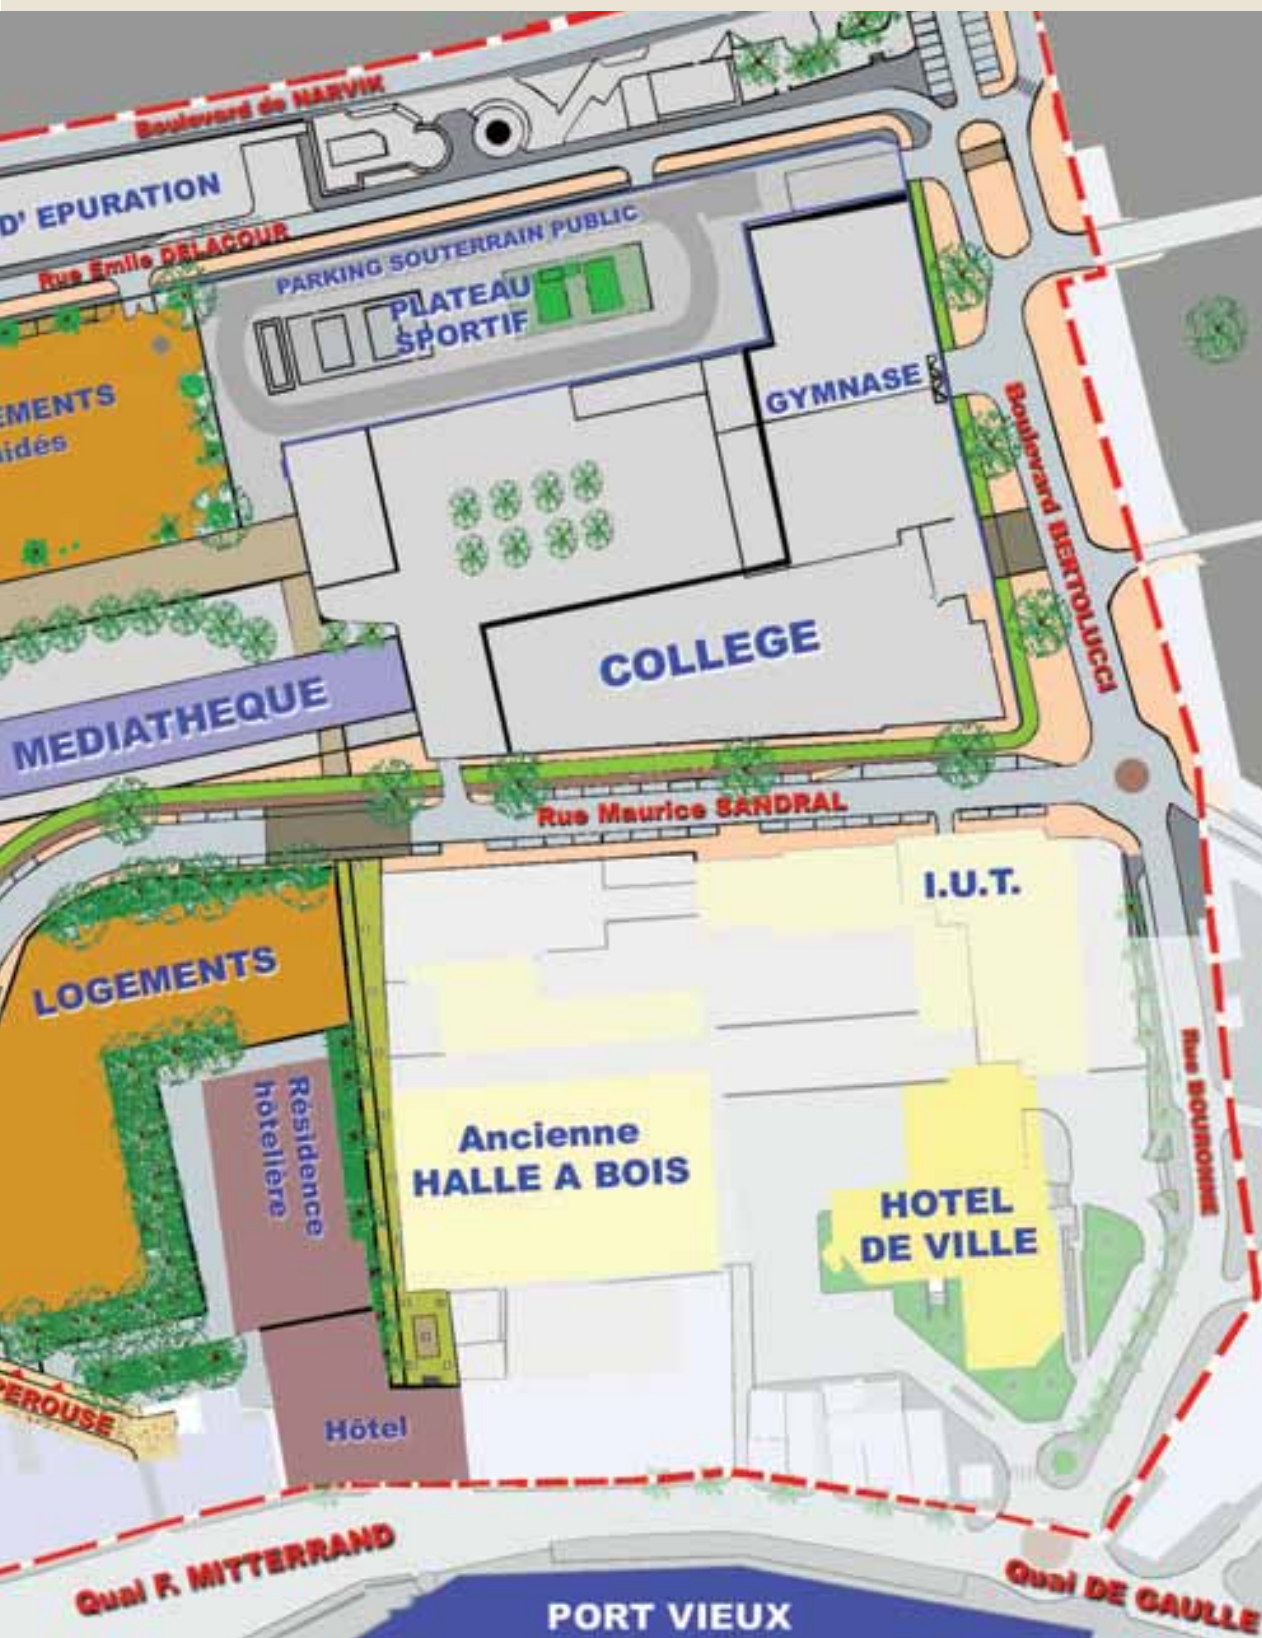 Boulevard de NARVIK
D' EPURATION
Rue Emile DELACOUR
PARKING SOUTERRAIN PUBLIC
PLATEAU
SPORTIF
EMENTS
idés
GYMNASE
Boulevard BERTOLUCCI
COLLEGE
MEDIATHEQUE
Rue Maurice SANDRAL
I.U.T.
LOGEMENTS
Rue BOURONNE
Résidence
hôtelière
Ancienne
HALLE A BOIS
HOTEL
DE VILLE
PEROUSE
Hôtel
Quai F. MITTERRAND
Quai DE GAULLE
PORT VIEUX